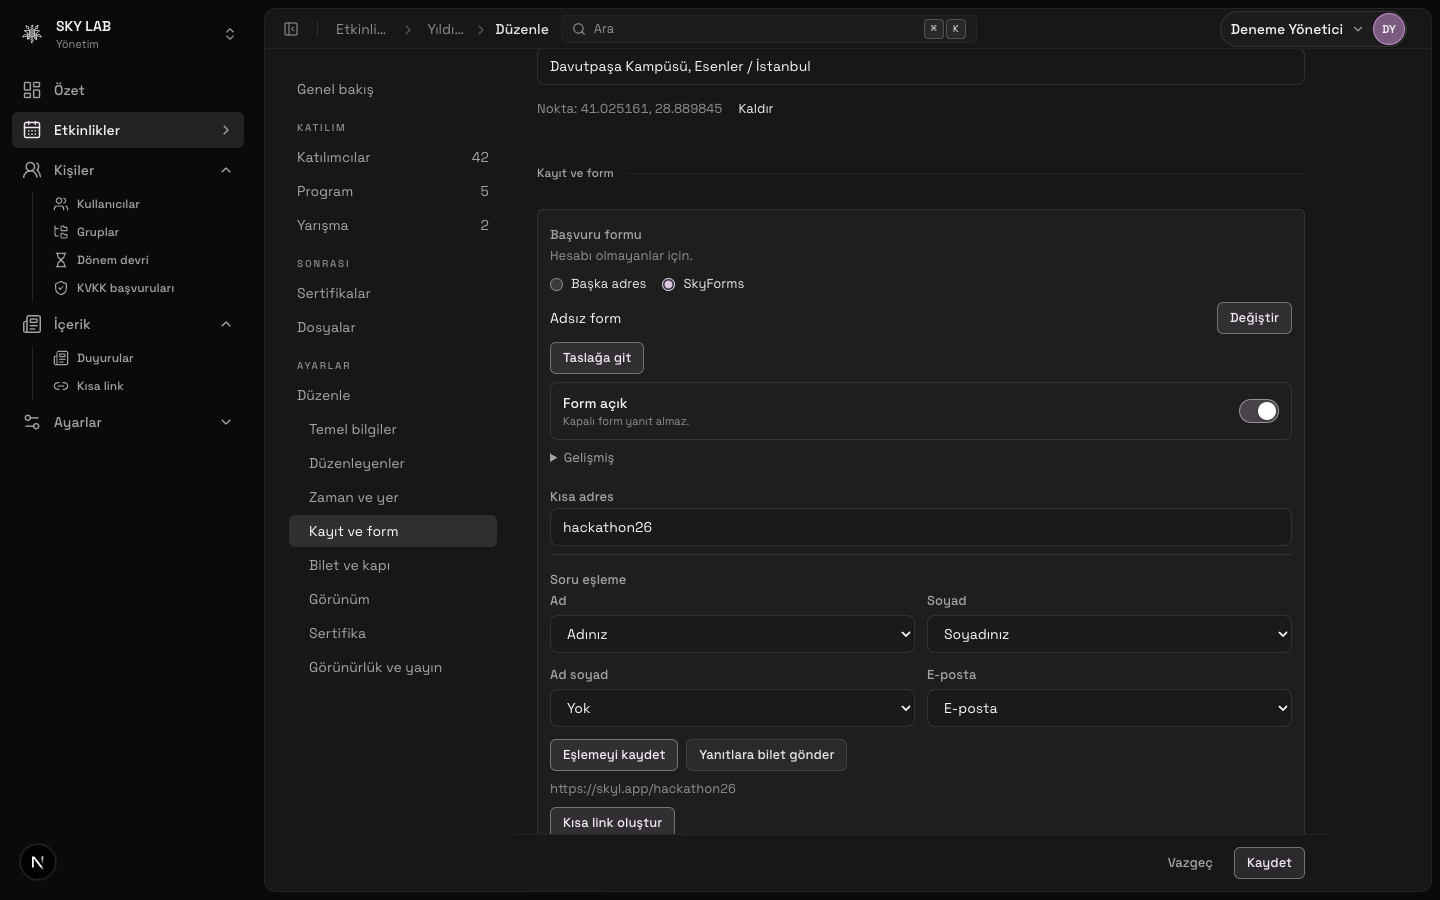 SKY LAB
Yönetim
Özet
Etkinlikler
Kişiler
Kullanıcılar
Gruplar
Dönem devri
KVKK başvuruları
İçerik
Duyurular
Kısa link
Ayarlar
N
Etkinli...
Yıldı...
Düzenle
Ara
⌘ K
Deneme Yönetici
DY
Genel bakış
KATILIM
Katılımcılar 42
Program 5
Yarışma 2
SONRASI
Sertifikalar
Dosyalar
AYARLAR
Düzenle
Temel bilgiler
Düzenleyenler
Zaman ve yer
Kayıt ve form
Bilet ve kapı
Görünüm
Sertifika
Görünürlük ve yayın
Davutpaşa Kampüsü, Esenler / İstanbul
Nokta: 41.025161, 28.889845 Kaldır
Kayıt ve form
Başvuru formu
Hesabı olmayanlar için.
Başka adres SkyForms
Adsız form Değiştir
Taslağa git
Form açık
Kapalı form yanıt almaz.
Gelişmiş
Kısa adres
hackathon26
Soru eşleme
Ad Soyad
Adınız Soyadınız
Ad soyad E-posta
Yok E-posta
Eşlemeyi kaydet Yanıtlara bilet gönder
https://skyl.app/hackathon26
Kısa link oluştur
Vazgeç Kaydet